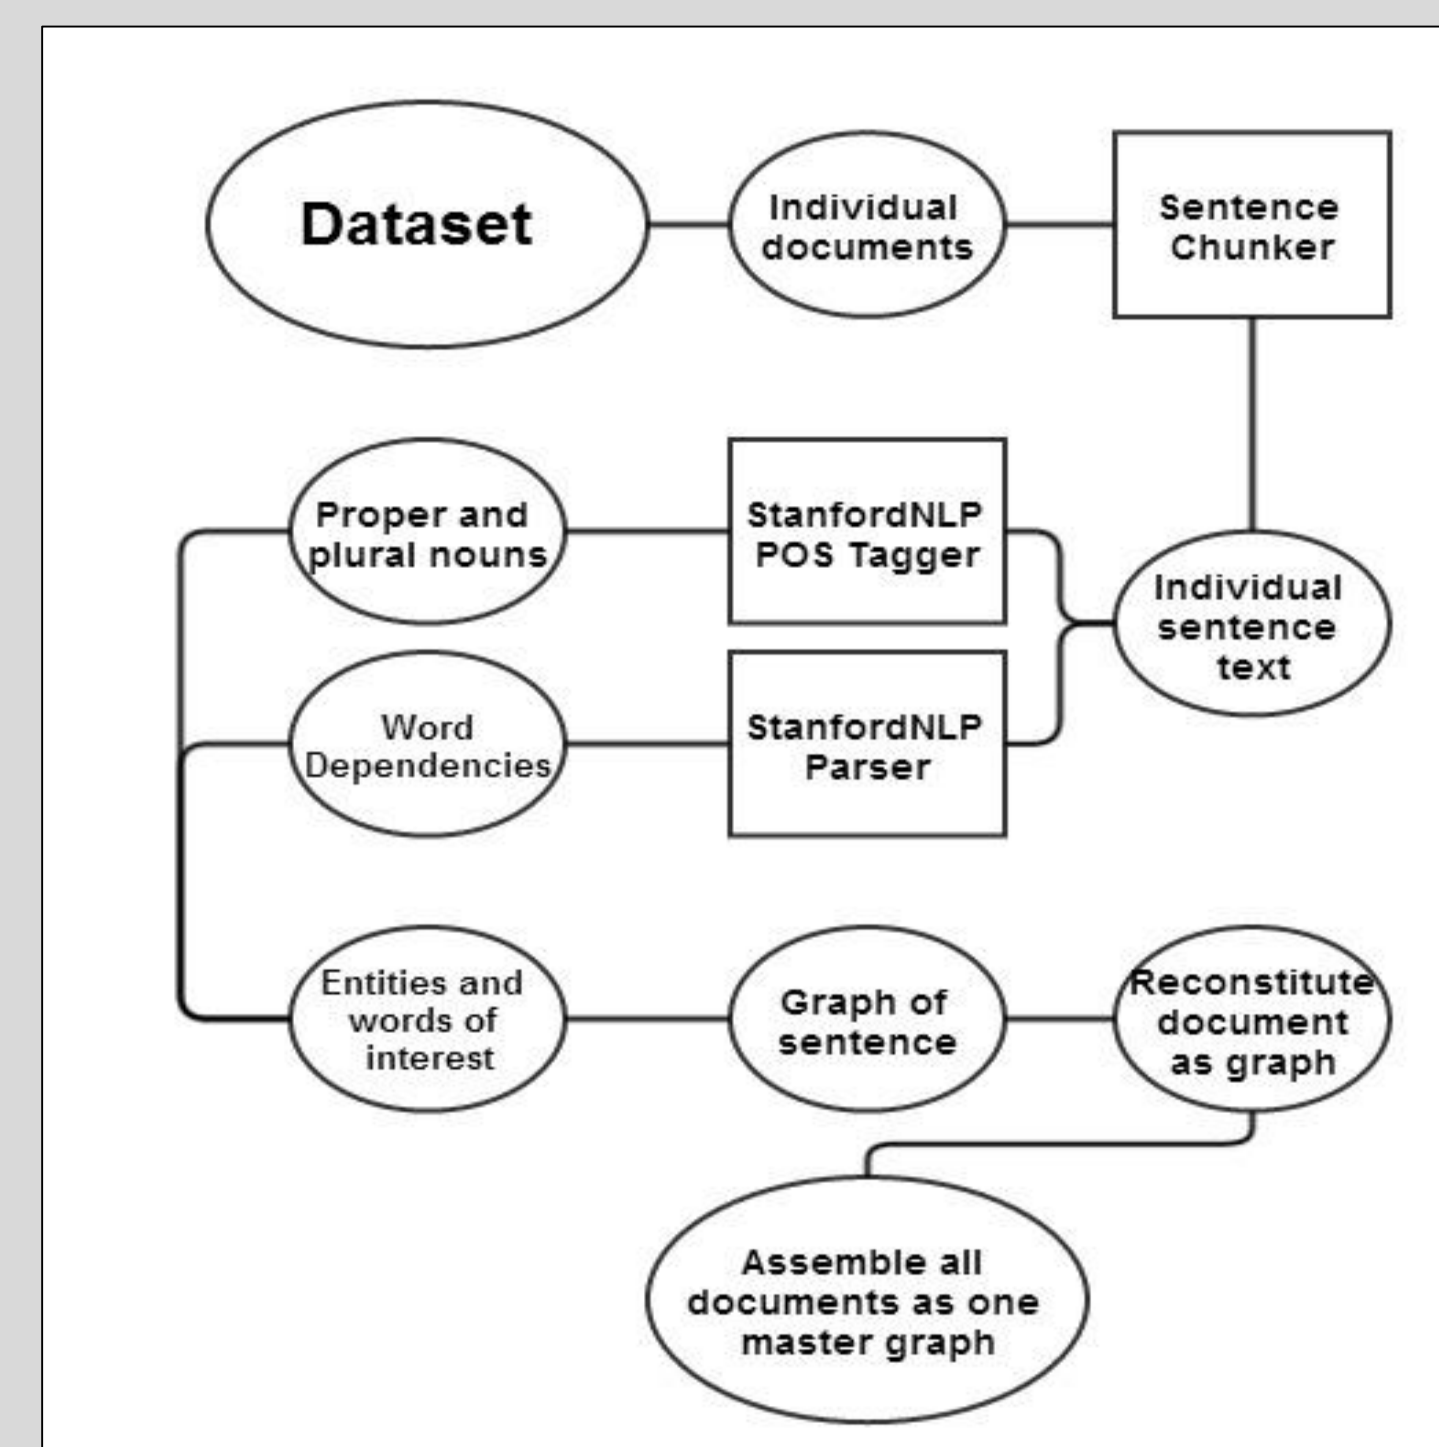 Dataset
Individual
documents
Sentence
Chunker
Proper and
plural nouns
StanfordNLP
POS Tagger
Individual
sentence
text
Word
Dependencies
StanfordNLP
Parser
Entities and
words of
interest
Graph of
sentence
Reconstitute
document
as graph
Assemble all
documents as one
master graph